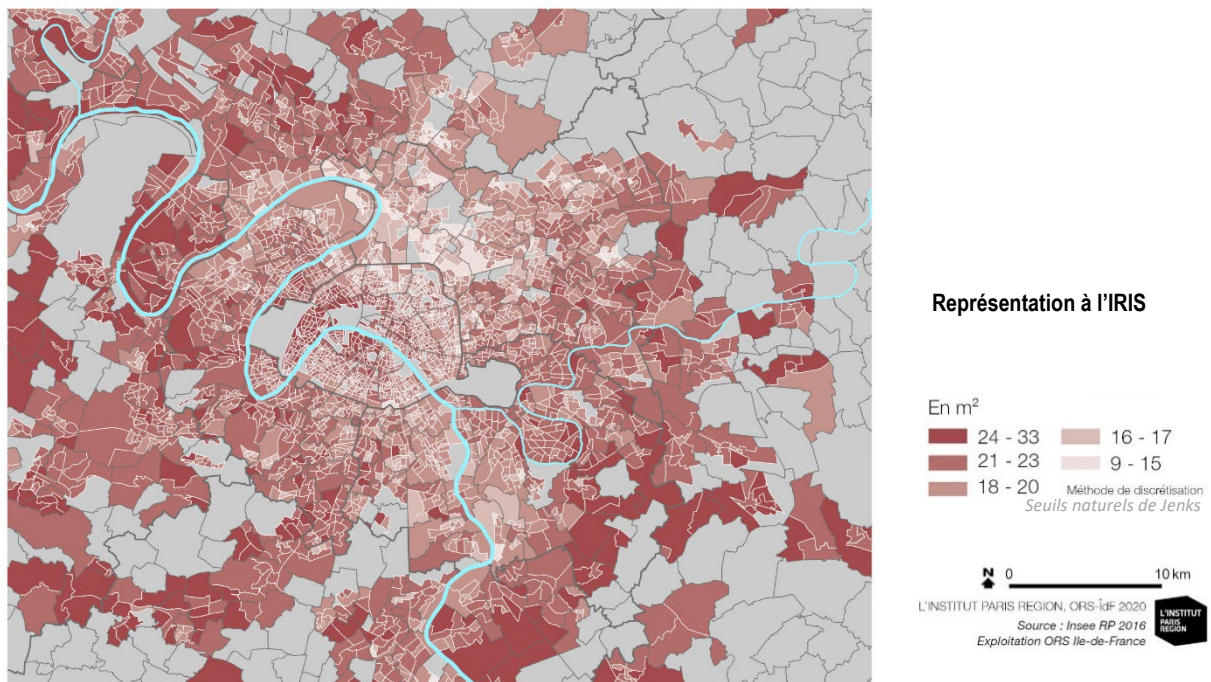 Représentation à l'IRIS
En m²
24 - 33
21 - 23
18 - 20
16 - 17
9 - 15
Méthode de discrétisation
Seuils naturels de Jenks
N 0 10 km
L'INSTITUT PARIS REGION, ORS-ÎdF 2020
Source : Insee RP 2016
Exploitation ORS Ile-de-France
L'INSTITUT
PARIS
REGION